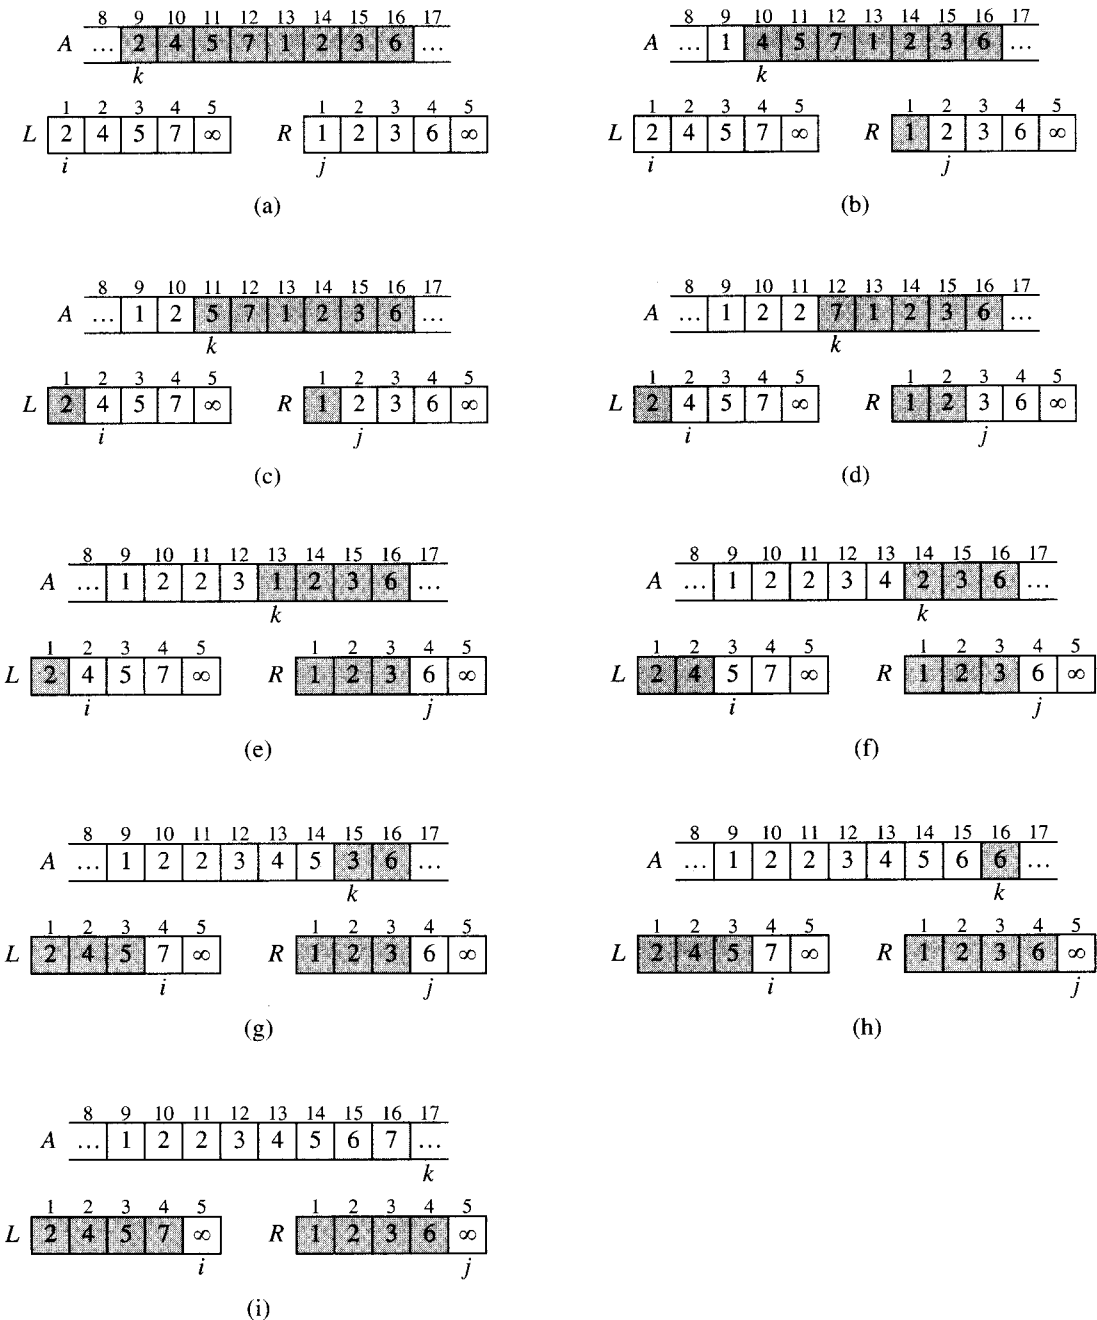 8 9 10 11 12 13 14 15 16 17
A … 2 4 5 7 1 2 3 6 …
k
1 2 3 4 5 1 2 3 4 5
L 2 4 5 7 ∞ R 1 2 3 6 ∞
i j
(a)
8 9 10 11 12 13 14 15 16 17
A … 1 4 5 7 1 2 3 6 …
k
1 2 3 4 5 1 2 3 4 5
L 2 4 5 7 ∞ R 1 2 3 6 ∞
i j
(b)
8 9 10 11 12 13 14 15 16 17
A … 1 2 5 7 1 2 3 6 …
k
1 2 3 4 5 1 2 3 4 5
L 2 4 5 7 ∞ R 1 2 3 6 ∞
i j
(c)
8 9 10 11 12 13 14 15 16 17
A … 1 2 2 7 1 2 3 6 …
k
1 2 3 4 5 1 2 3 4 5
L 2 4 5 7 ∞ R 1 2 3 6 ∞
i j
(d)
8 9 10 11 12 13 14 15 16 17
A … 1 2 2 3 1 2 3 6 …
k
1 2 3 4 5 1 2 3 4 5
L 2 4 5 7 ∞ R 1 2 3 6 ∞
i j
(e)
8 9 10 11 12 13 14 15 16 17
A … 1 2 2 3 4 2 3 6 …
k
1 2 3 4 5 1 2 3 4 5
L 2 4 5 7 ∞ R 1 2 3 6 ∞
i j
(f)
8 9 10 11 12 13 14 15 16 17
A … 1 2 2 3 4 5 3 6 …
k
1 2 3 4 5 1 2 3 4 5
L 2 4 5 7 ∞ R 1 2 3 6 ∞
i j
(g)
8 9 10 11 12 13 14 15 16 17
A … 1 2 2 3 4 5 6 6 …
k
1 2 3 4 5 1 2 3 4 5
L 2 4 5 7 ∞ R 1 2 3 6 ∞
i j
(h)
8 9 10 11 12 13 14 15 16 17
A … 1 2 2 3 4 5 6 7 …
k
1 2 3 4 5 1 2 3 4 5
L 2 4 5 7 ∞ R 1 2 3 6 ∞
i j
(i)